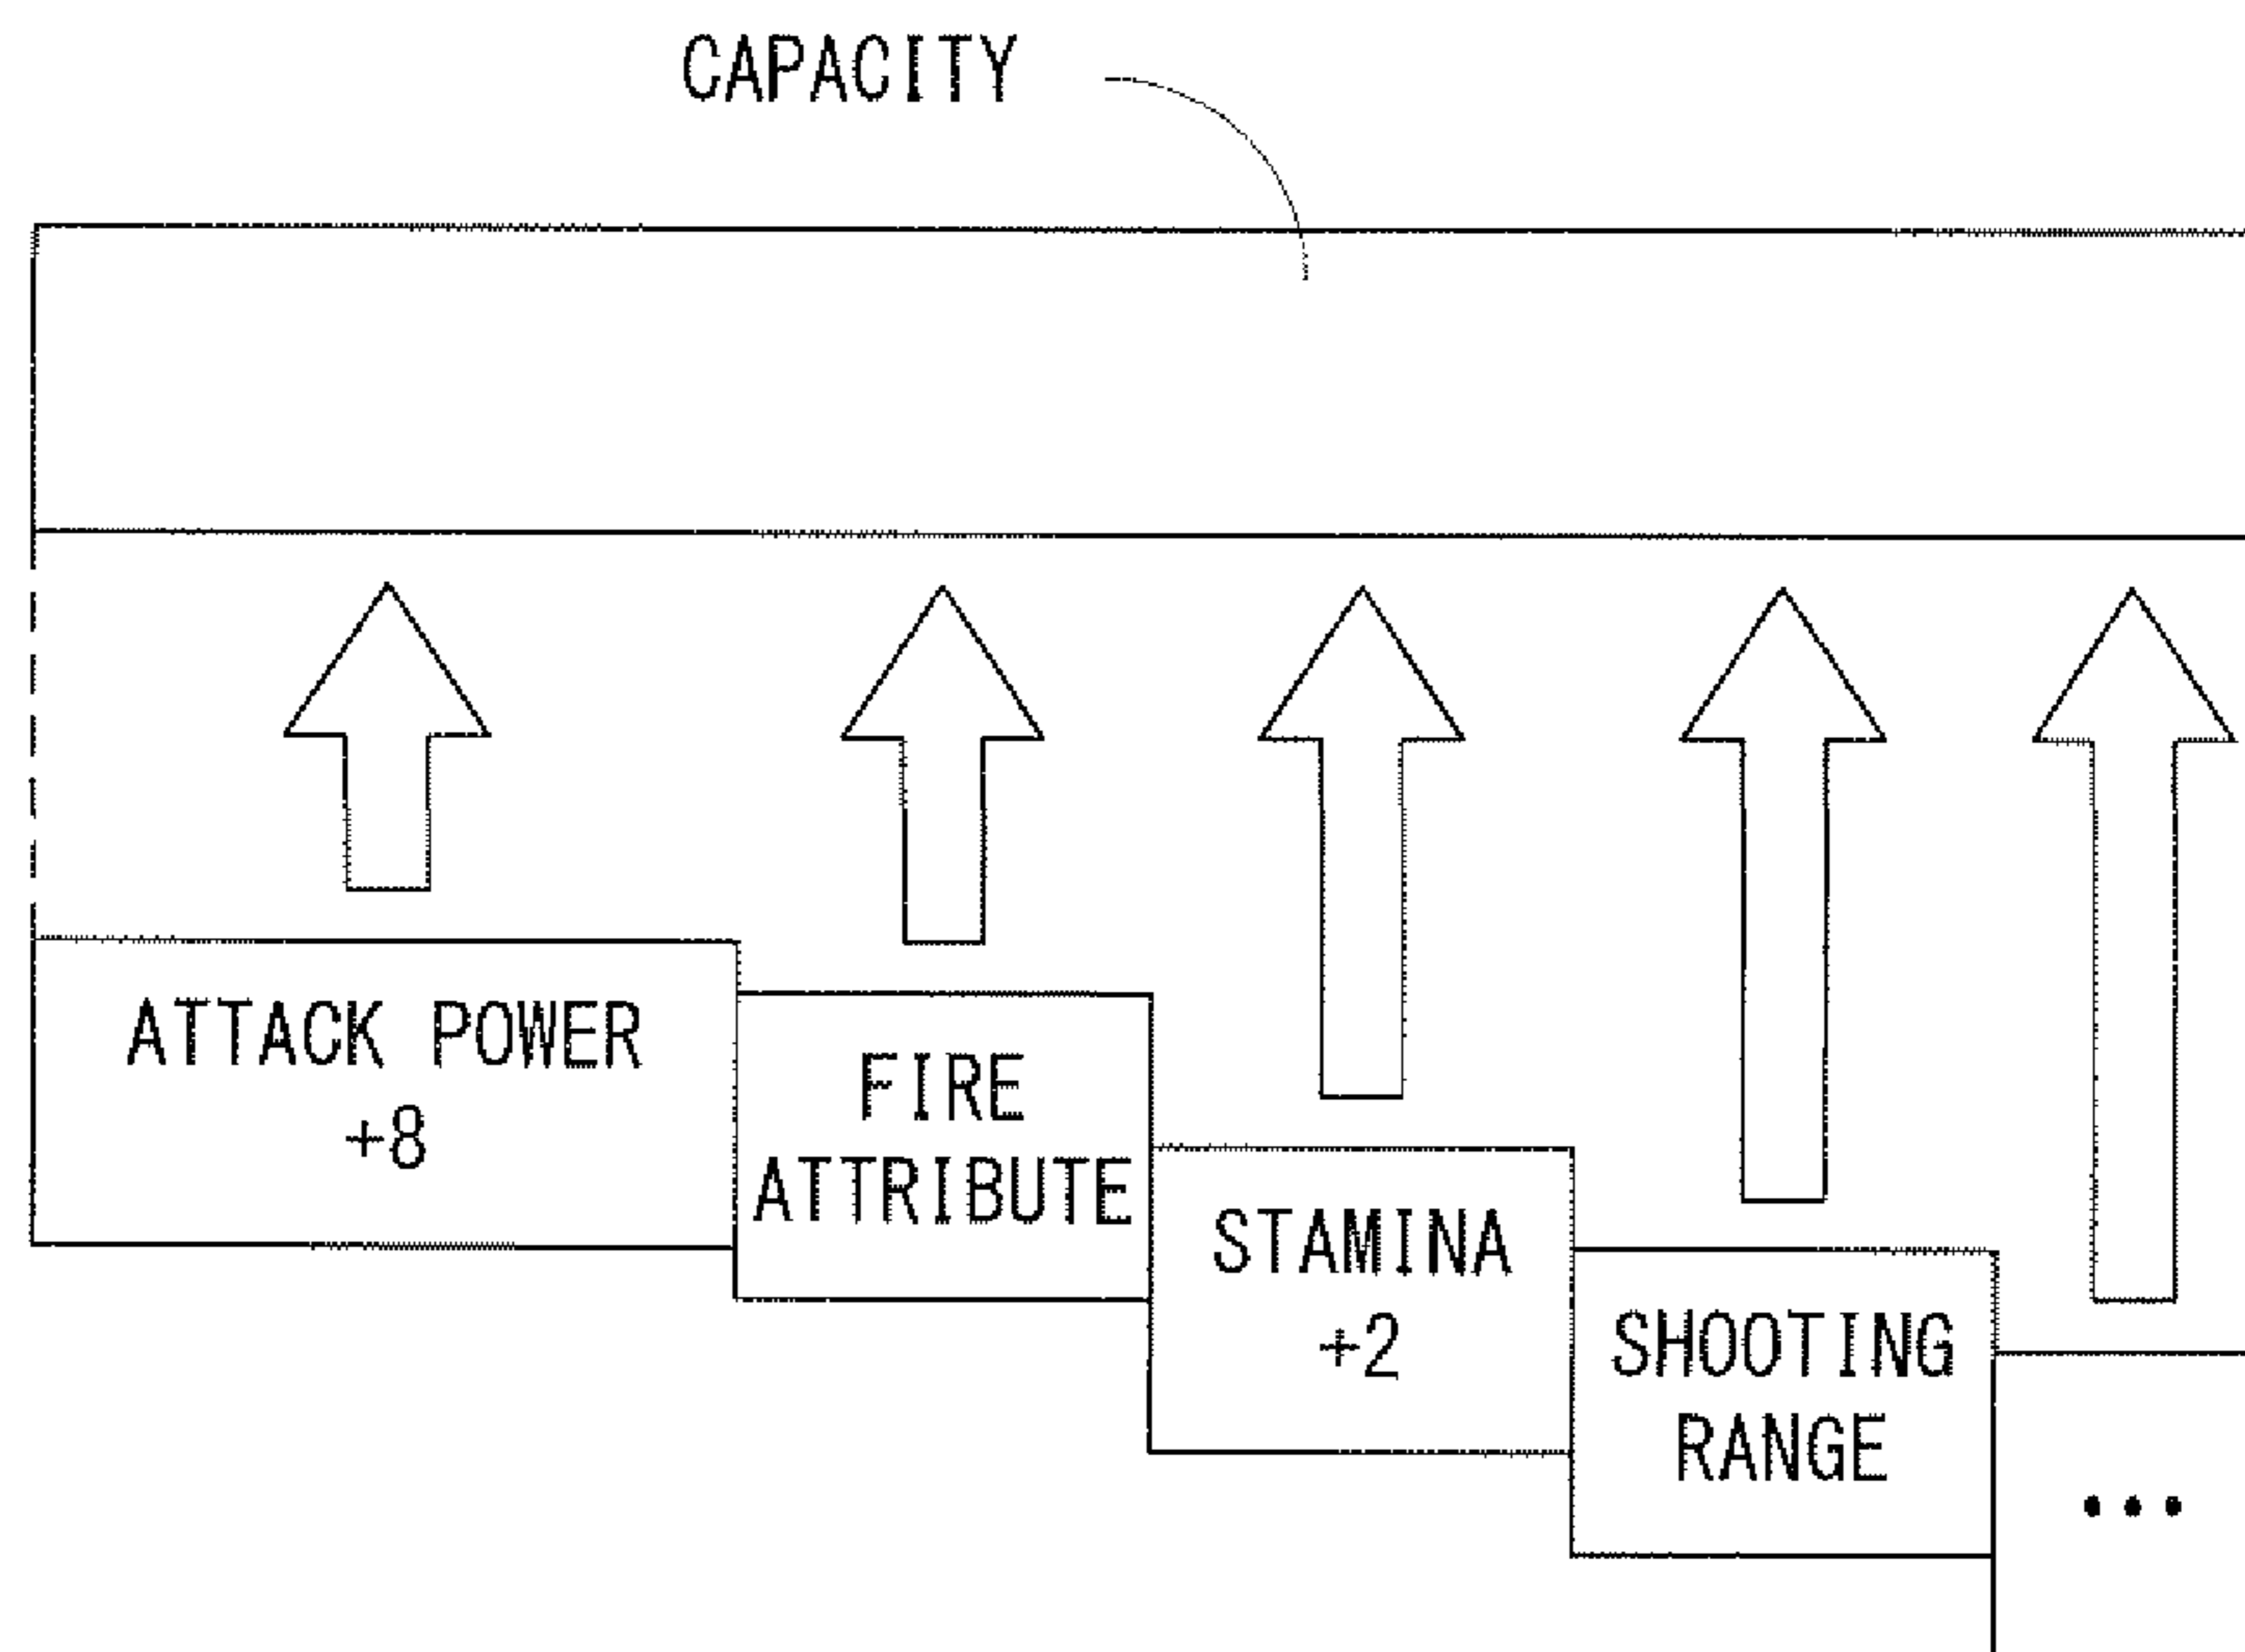 CAPACITY
ATTACK POWER
+8
FIRE
ATTRIBUTE
STAMINA
+2
SHOOTING
RANGE
•••